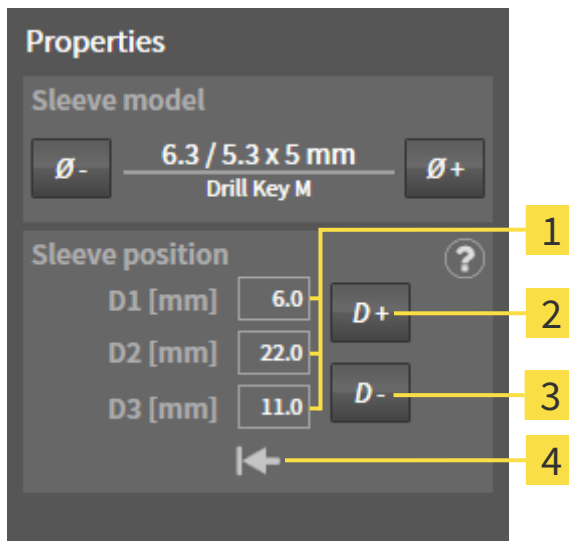 Properties
Sleeve model
Ø - 6.3 / 5.3 x 5 mm Ø +
Drill Key M
Sleeve position ?
1
D1 [mm] 6.0 D + 2
D2 [mm] 22.0
D3 [mm] 11.0 D - 3
4